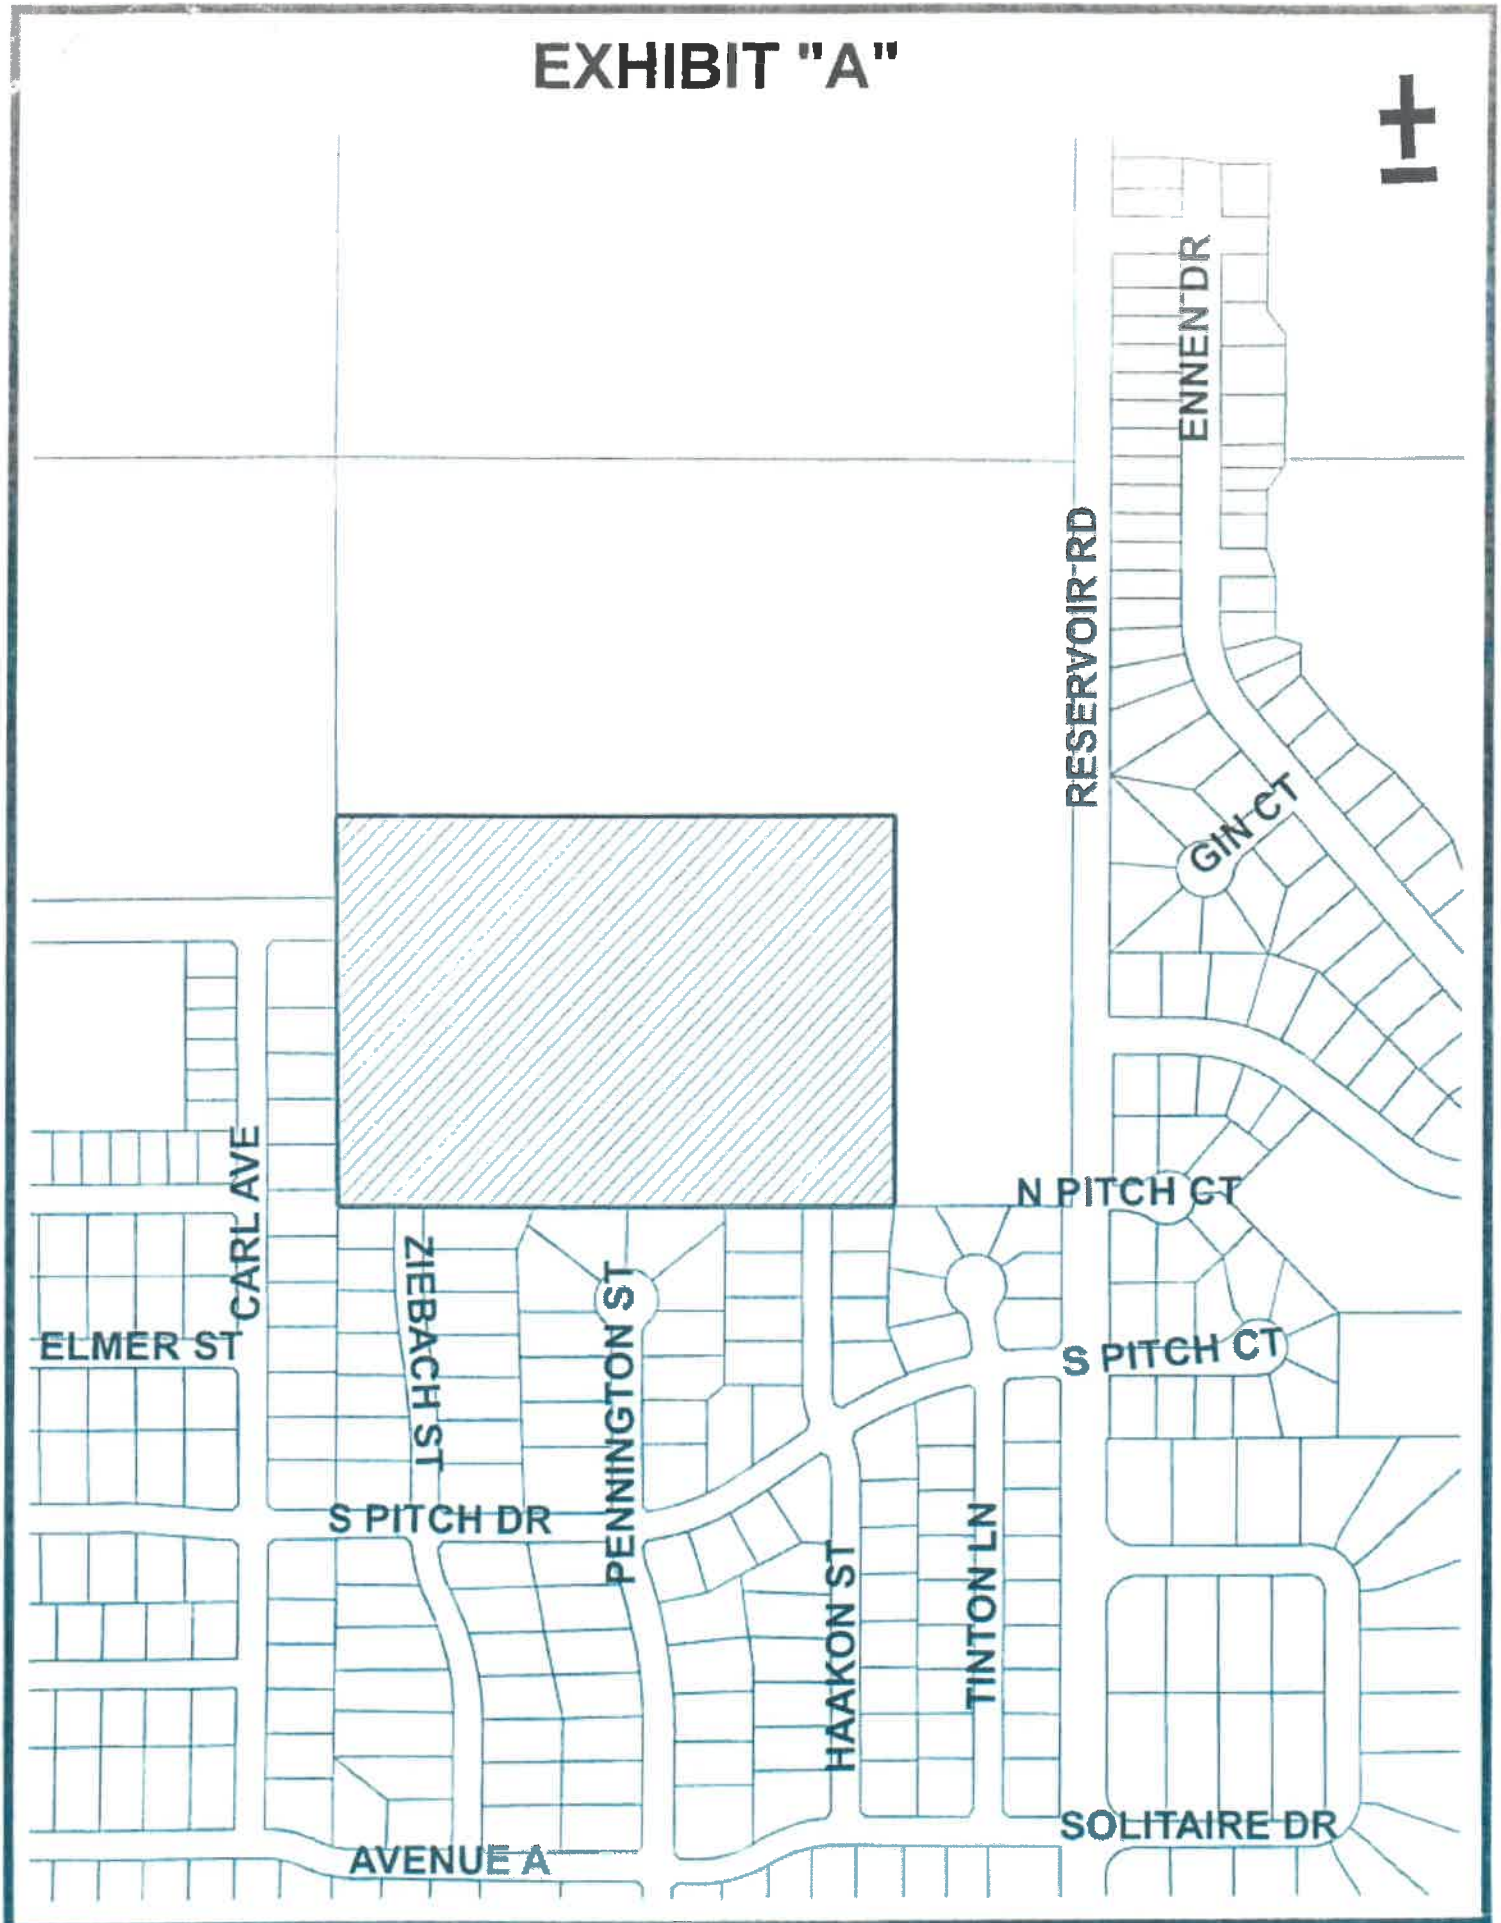 EXHIBIT "A"
ENNEN DR
RESERVOIR RD
GIN CT
CARL AVE
N PITCH CT
ZIEBACH ST
PENNINGTON ST
ELMER ST
S PITCH CT
S PITCH DR
HAAKON ST
TINTON LN
SOLITAIRE DR
AVENUE A